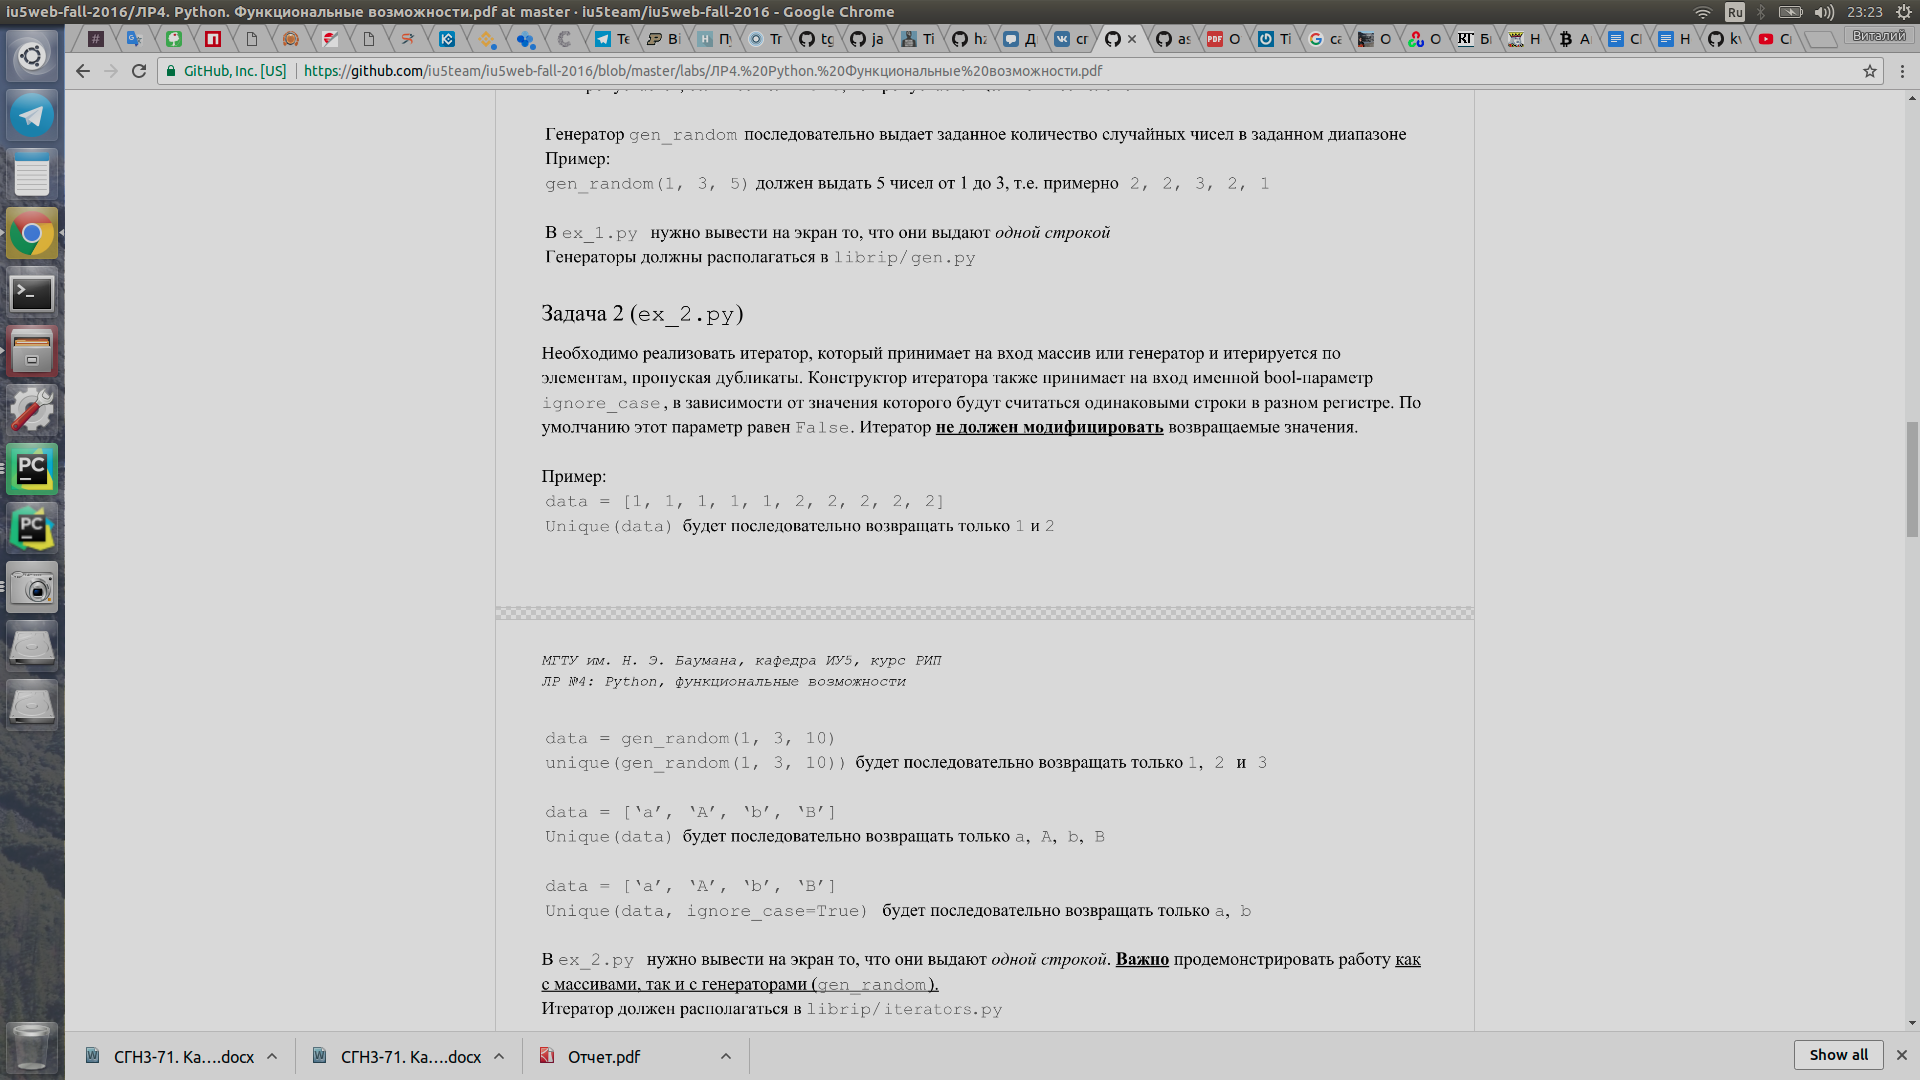 iu5web-fall-2016/ЛР4. Python. Функциональные возможности.pdf at master · iu5team/iu5web-fall-2016 - Google Chrome
Ru
23:23
Виталий
GitHub, Inc. [US]
https://github.com/iu5team/iu5web-fall-2016/blob/master/labs/ЛР4.%20Python.%20Функциональные%20возможности.pdf
Генератор gen_random последовательно выдает заданное количество случайных чисел в заданном диапазоне
Пример:
gen_random(1, 3, 5) должен выдать 5 чисел от 1 до 3, т.е. примерно 2, 2, 3, 2, 1
В ex_1.py нужно вывести на экран то, что они выдают одной строкой
Генераторы должны располагаться в librip/gen.py
Задача 2 (ex_2.py)
Необходимо реализовать итератор, который принимает на вход массив или генератор и итерируется по
элементам, пропуская дубликаты. Конструктор итератора также принимает на вход именной bool-параметр
ignore_case, в зависимости от значения которого будут считаться одинаковыми строки в разном регистре. По
умолчанию этот параметр равен False. Итератор не должен модифицировать возвращаемые значения.
Пример:
data = [1, 1, 1, 1, 1, 2, 2, 2, 2, 2]
Unique(data) будет последовательно возвращать только 1 и 2
МГТУ им. Н. Э. Баумана, кафедра ИУ5, курс РИП
ЛР №4: Python, функциональные возможности
data = gen_random(1, 3, 10)
unique(gen_random(1, 3, 10)) будет последовательно возвращать только 1, 2 и 3
data = [‘a’, ‘A’, ‘b’, ‘B’]
Unique(data) будет последовательно возвращать только a, A, b, B
data = [‘a’, ‘A’, ‘b’, ‘B’]
Unique(data, ignore_case=True) будет последовательно возвращать только a, b
В ex_2.py нужно вывести на экран то, что они выдают одной строкой. Важно продемонстрировать работу как
с массивами, так и с генераторами (gen_random).
Итератор должен располагаться в librip/iterators.py
СГН3-71. Ка....docx
СГН3-71. Ка....docx
Отчет.pdf
Show all